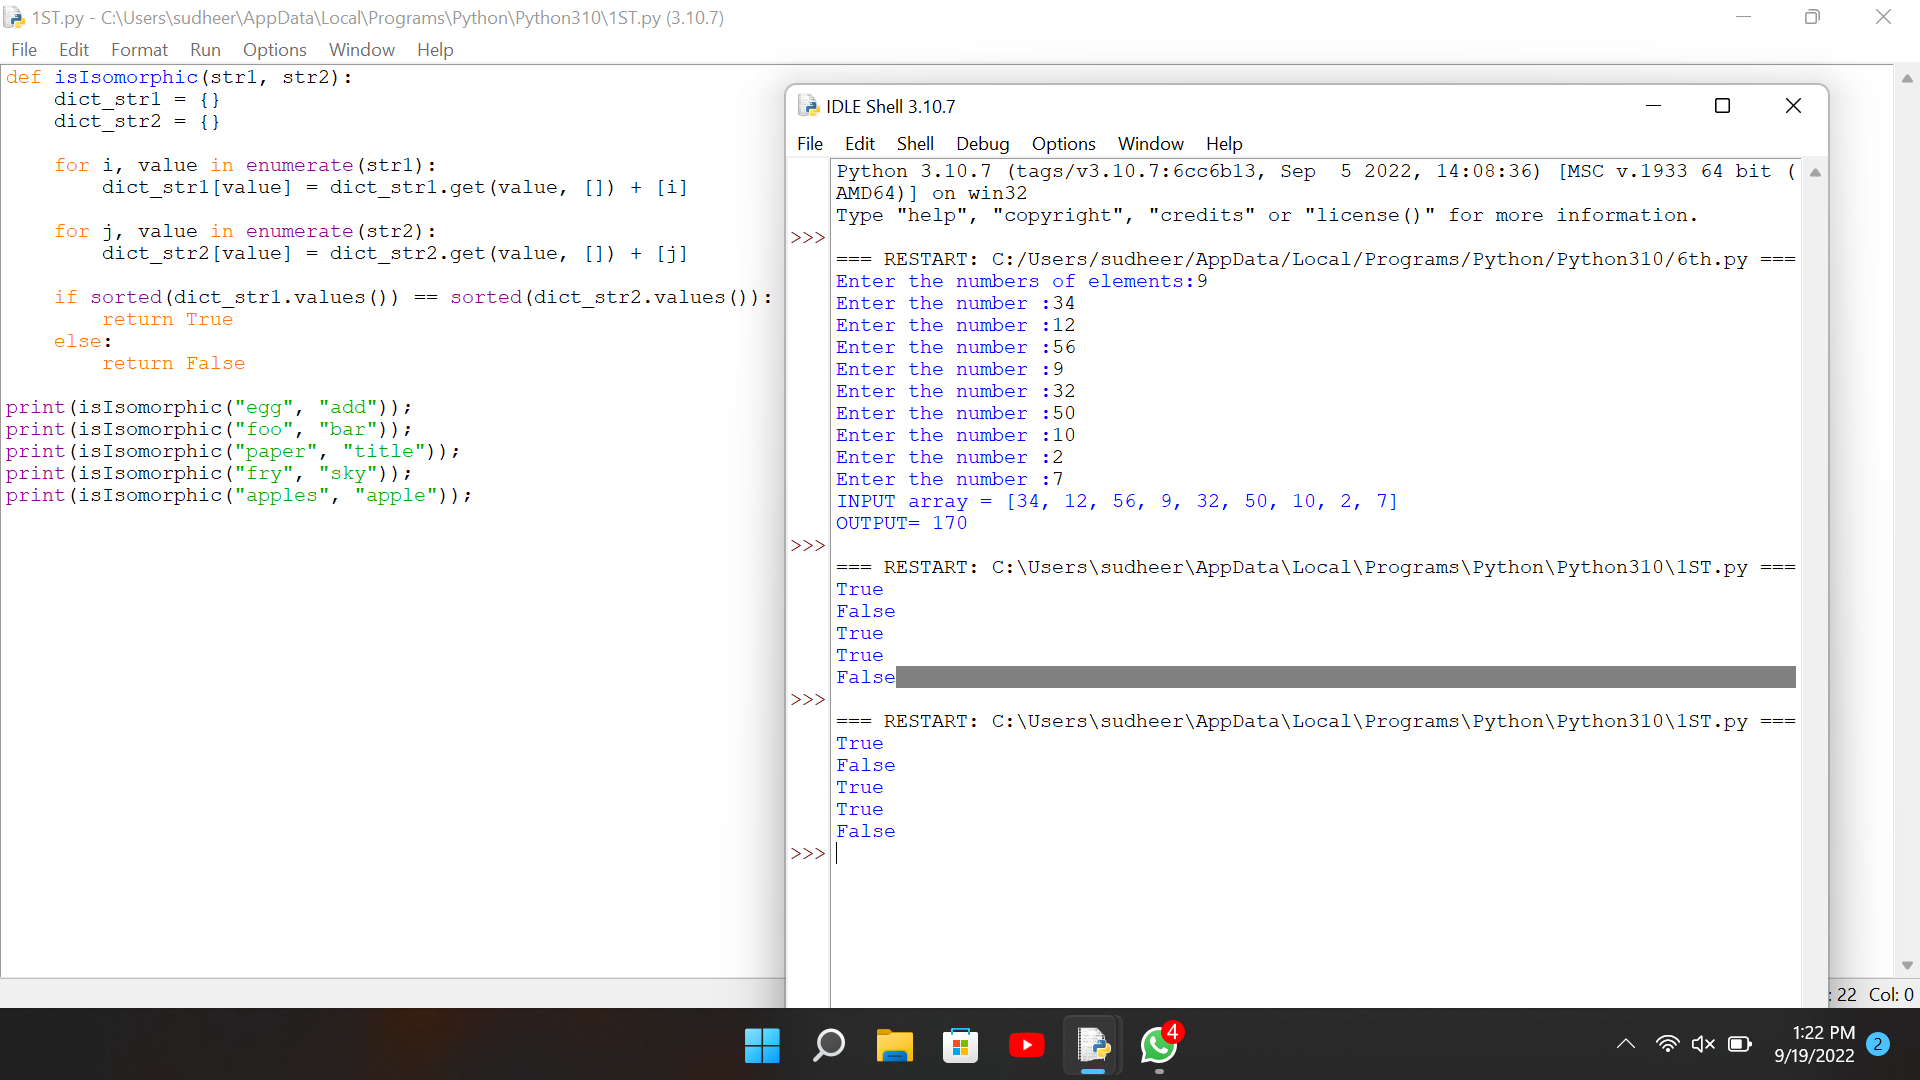 1ST.py - C:\Users\sudheer\AppData\Local\Programs\Python\Python310\1ST.py (3.10.7)
File Edit Format Run Options Window Help
def isIsomorphic(str1, str2):
    dict_str1 = {}
    dict_str2 = {}
    for i, value in enumerate(str1):
        dict_str1[value] = dict_str1.get(value, []) + [i]
    for j, value in enumerate(str2):
        dict_str2[value] = dict_str2.get(value, []) + [j]
    if sorted(dict_str1.values()) == sorted(dict_str2.values()):
        return True
    else:
        return False
print(isIsomorphic("egg", "add"));
print(isIsomorphic("foo", "bar"));
print(isIsomorphic("paper", "title"));
print(isIsomorphic("fry", "sky"));
print(isIsomorphic("apples", "apple"));
IDLE Shell 3.10.7
File Edit Shell Debug Options Window Help
Python 3.10.7 (tags/v3.10.7:6cc6b13, Sep  5 2022, 14:08:36) [MSC v.1933 64 bit (
AMD64)] on win32
Type "help", "copyright", "credits" or "license()" for more information.
>>>
=== RESTART: C:/Users/sudheer/AppData/Local/Programs/Python/Python310/6th.py ===
Enter the numbers of elements:9
Enter the number :34
Enter the number :12
Enter the number :56
Enter the number :9
Enter the number :32
Enter the number :50
Enter the number :10
Enter the number :2
Enter the number :7
INPUT array = [34, 12, 56, 9, 32, 50, 10, 2, 7]
OUTPUT= 170
>>>
=== RESTART: C:\Users\sudheer\AppData\Local\Programs\Python\Python310\1ST.py ===
True
False
True
True
False
>>>
=== RESTART: C:\Users\sudheer\AppData\Local\Programs\Python\Python310\1ST.py ===
True
False
True
True
False
>>>
: 22 Col: 0
4
1:22 PM
9/19/2022
2